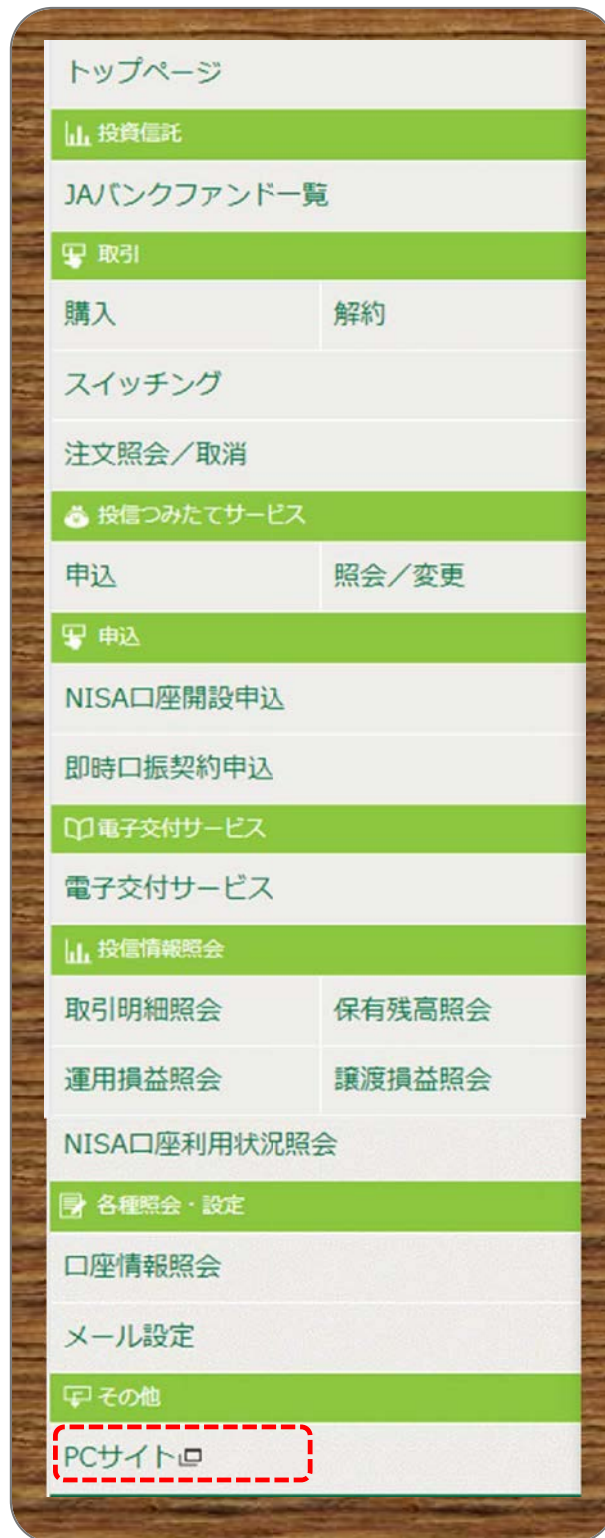 トップページ
投資信託
JAバンクファンド一覧
取引
購入 解約
スイッチング
注文照会／取消
投信つみたてサービス
申込 照会／変更
申込
NISA口座開設申込
即時口振契約申込
電子交付サービス
電子交付サービス
投信情報照会
取引明細照会 保有残高照会
運用損益照会 譲渡損益照会
NISA口座利用状況照会
各種照会・設定
口座情報照会
メール設定
その他
PCサイト